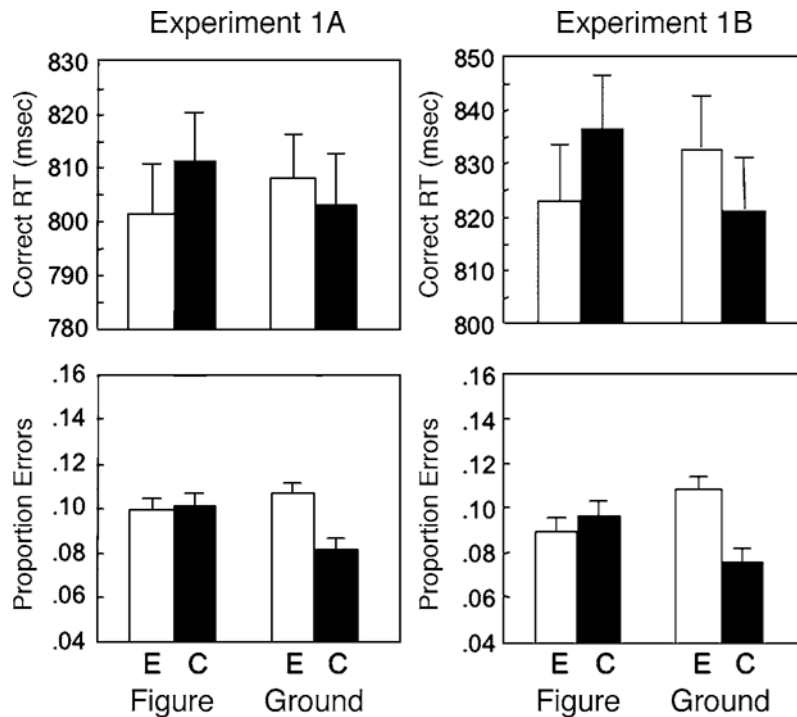 Experiment 1A
Correct RT (msec)
830
820
810
800
790
780
Experiment 1B
Correct RT (msec)
850
840
830
820
810
800
Proportion Errors
.16
.14
.12
.10
.08
.06
.04
E C E C
Figure Ground
Proportion Errors
.16
.14
.12
.10
.08
.06
.04
E C E C
Figure Ground